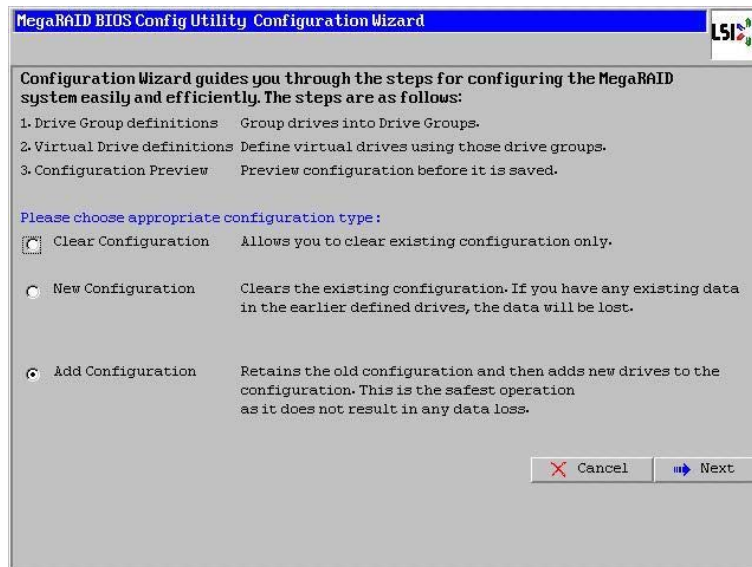 MegaRAID BIOS Config Utility Configuration Wizard
LSI
Configuration Wizard guides you through the steps for configuring the MegaRAID
system easily and efficiently. The steps are as follows:
1. Drive Group definitions Group drives into Drive Groups.
2. Virtual Drive definitions Define virtual drives using those drive groups.
3. Configuration Preview Preview configuration before it is saved.
Please choose appropriate configuration type:
Clear Configuration Allows you to clear existing configuration only.
New Configuration Clears the existing configuration. If you have any existing data
in the earlier defined drives, the data will be lost.
Add Configuration Retains the old configuration and then adds new drives to the
configuration. This is the safest operation
as it does not result in any data loss.
Cancel Next